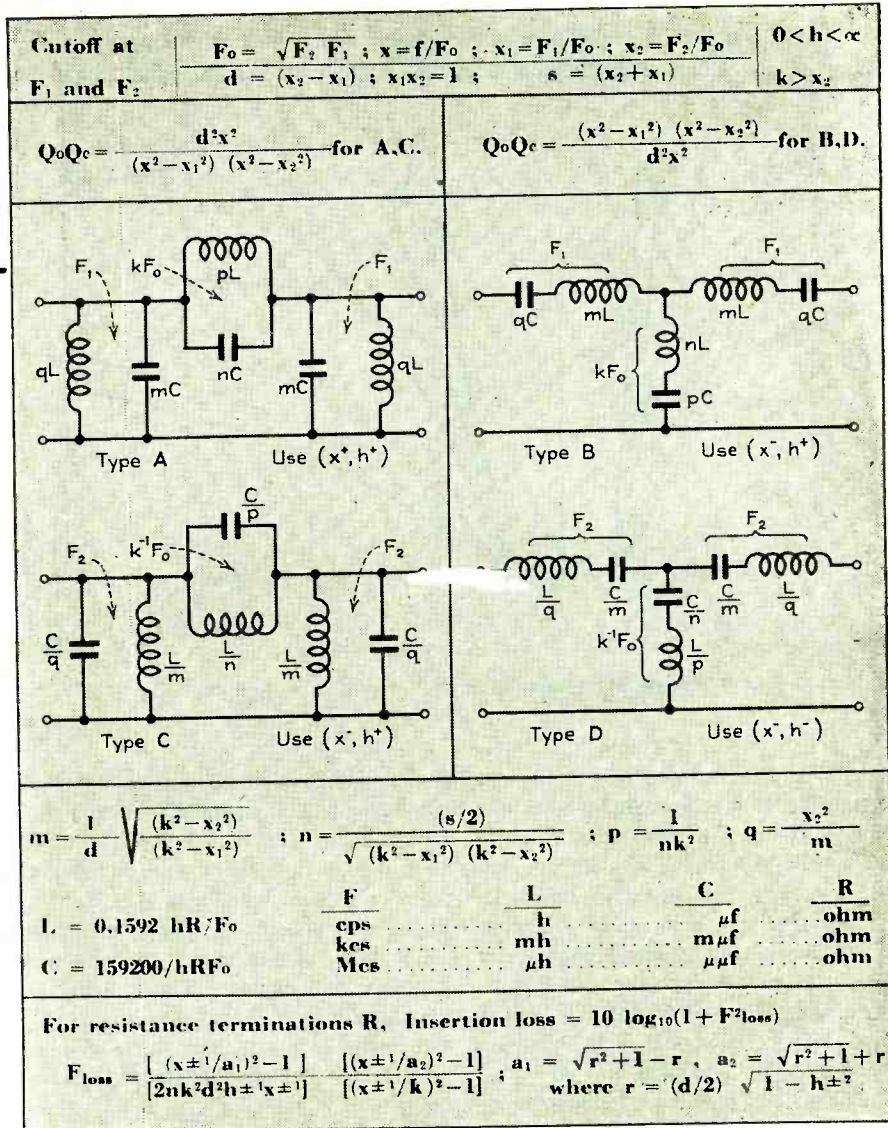 Cutoff at
F₁ and F₂
F₀ = √F₂ F₁ ; x = f/F₀ ; x₁ = F₁/F₀ ; x₂ = F₂/F₀
d = (x₂−x₁) ; x₁x₂ = 1 ; s = (x₂+x₁)
0<h<∝
k>x₂
Q₀Qc = d²x² / (x²−x₁²) (x²−x₂²) for A,C.
Q₀Qc = (x²−x₁²) (x²−x₂²) / d²x² for B,D.
F₁ kF₀ pL F₁
qL mC nC mC qL
Type A Use (x⁺, h⁺)
F₁ F₁
qC mL mL qC
kF₀ nL
pC
Type B Use (x⁻, h⁺)
C/p
F₂ k⁻¹F₀ F₂
C/q L/m L/n L/m C/q
Type C Use (x⁻, h⁺)
F₂ F₂
L/q C/m C/m L/q
k⁻¹F₀ C/n
L/p
Type D Use (x⁻, h⁻)
m = 1/d √(k²−x₂²)/(k²−x₁²) ; n = (s/2)/√(k²−x₁²) (k²−x₂²) ; p = 1/nk² ; q = x₂²/m
F L C R
L = 0.1592 hR/F₀ cps h μf ohm
kcs mh mμf ohm
C = 159200/hRF₀ Mcs μh μμf ohm
For resistance terminations R, Insertion loss = 10 log₁₀(1 + F²loss)
Floss = [(x±¹/a₁)²−1] [(x±¹/a₂)²−1] / [2nk²d²h±¹x±¹] [(x±¹/k)²−1] ; a₁ = √r²+1 − r , a₂ = √r²+1 + r
where r = (d/2) √1 − h±²